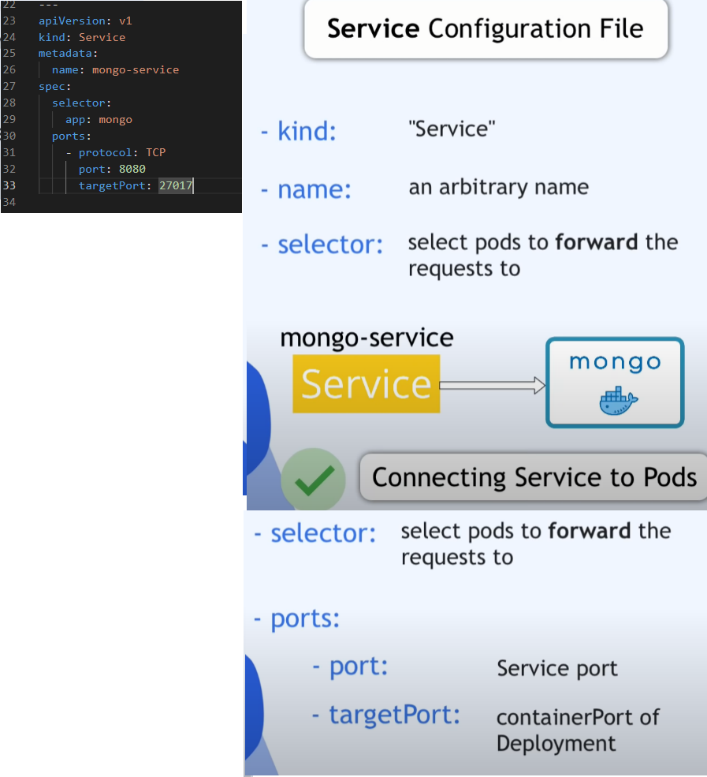 22 ---
23 apiVersion: v1
24 kind: Service
25 metadata:
26 name: mongo-service
27 spec:
28 selector:
29 app: mongo
30 ports:
31 - protocol: TCP
32 port: 8080
33 targetPort: 27017
34
Service Configuration File
- kind: "Service"
- name: an arbitrary name
- selector: select pods to forward the
requests to
mongo-service
Service
mongo
Connecting Service to Pods
- selector: select pods to forward the
requests to
- ports:
- port: Service port
- targetPort: containerPort of
Deployment